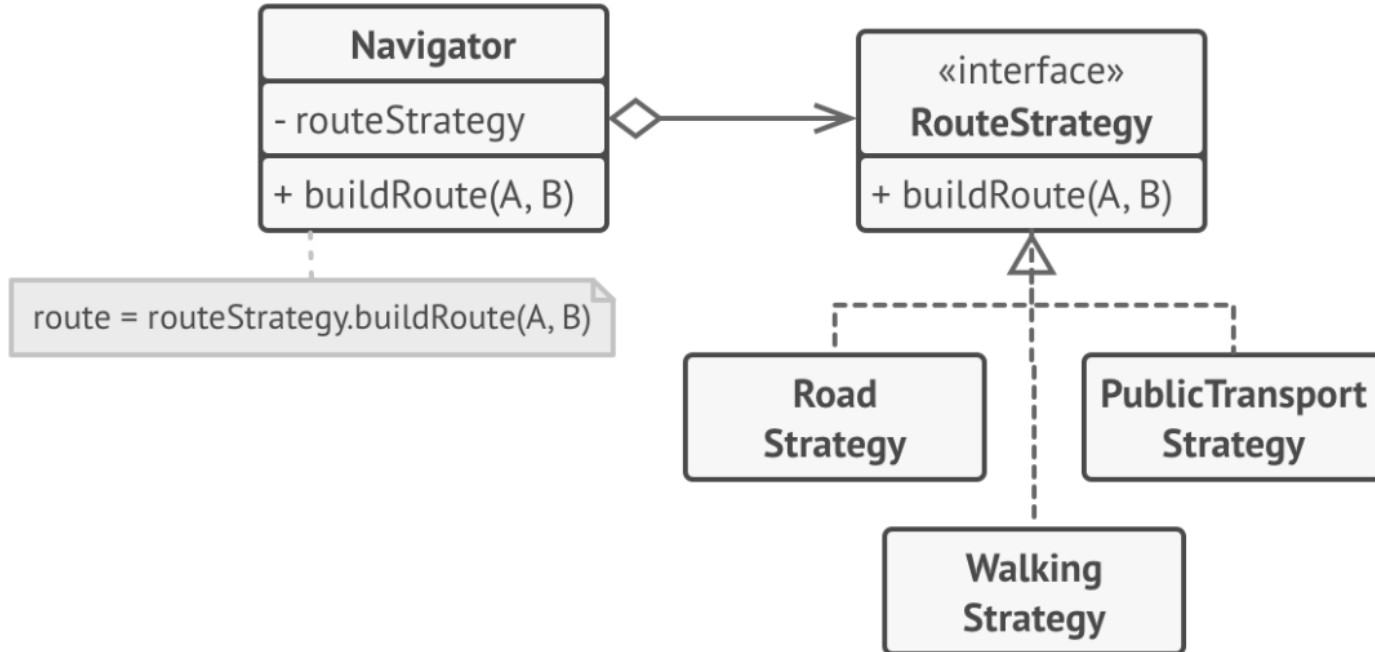 Navigator
- routeStrategy
+ buildRoute(A, B)
route = routeStrategy.buildRoute(A, B)
«interface»
RouteStrategy
+ buildRoute(A, B)
Road
Strategy
PublicTransport
Strategy
Walking
Strategy